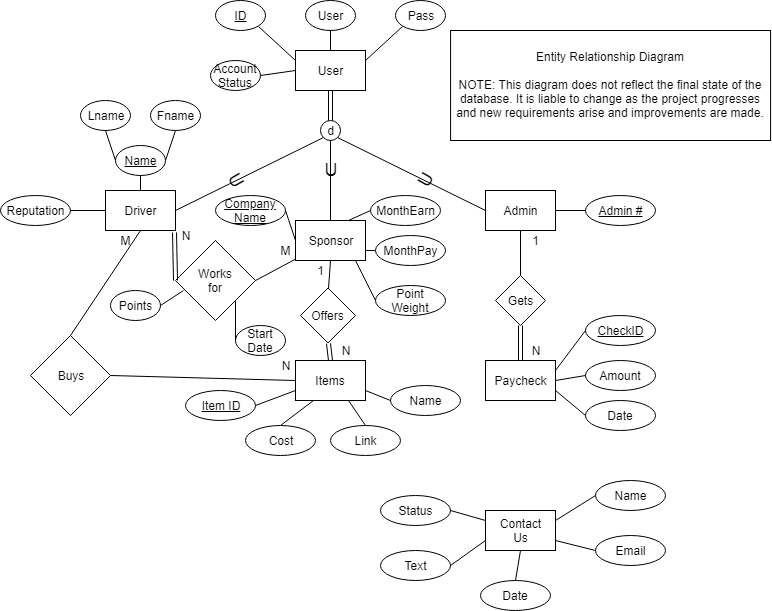 ID
User
Pass
Account
Status
User
Entity Relationship Diagram
NOTE: This diagram does not reflect the final state of the
database. It is liable to change as the project progresses
and new requirements arise and improvements are made.
d
Lname
Fname
Name
Reputation
Driver
Company
Name
MonthEarn
Admin
Admin #
M
N
Sponsor
M
1
MonthPay
1
Works
for
Points
Point
Weight
Gets
Offers
Start
Date
CheckID
N
N
N
Buys
Items
Paycheck
Amount
Item ID
Name
Date
Cost
Link
Status
Name
Contact
Us
Text
Email
Date